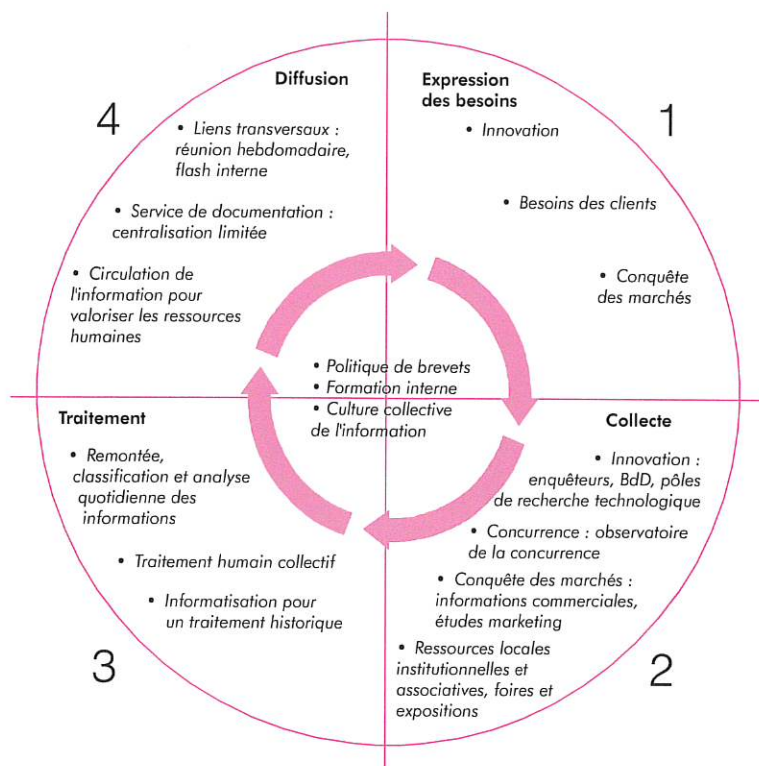 1
Expression
des besoins
• Innovation
• Besoins des clients
• Conquête
des marchés
2
Collecte
• Innovation :
enquêteurs, BdD, pôles
de recherche technologique
• Concurrence : observatoire
de la concurrence
• Conquête des marchés :
informations commerciales,
études marketing
• Ressources locales
institutionnelles et
associatives, foires et
expositions
3
Traitement
• Remontée,
classification et analyse
quotidienne des
informations
• Traitement humain collectif
• Informatisation pour
un traitement historique
4
Diffusion
• Liens transversaux :
réunion hebdomadaire,
flash interne
• Service de documentation :
centralisation limitée
• Circulation de
l'information pour
valoriser les ressources
humaines
• Politique de brevets
• Formation interne
• Culture collective
de l'information